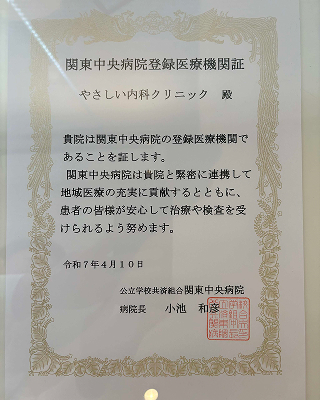 関東中央病院登録医療機関証
やさしい内科クリニック 殿
貴院は関東中央病院の登録医療機関で
あることを証します。
関東中央病院は貴院と緊密に連携して
地域医療の充実に貢献するとともに、
患者の皆様が安心して治療や検査を受
けられるよう努めます。
令和7年4月10日
公立学校共済組合関東中央病院
病院長 小池 和彦